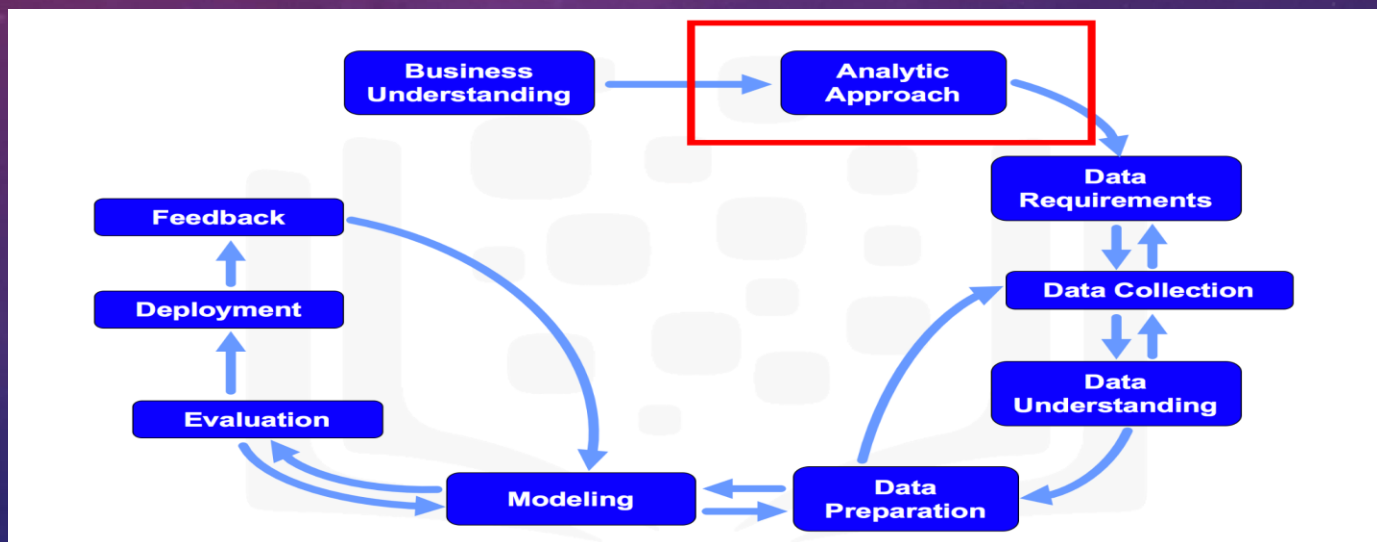 Business
Understanding
Analytic
Approach
Data
Requirements
Feedback
Data Collection
Deployment
Data
Understanding
Evaluation
Modeling
Data
Preparation